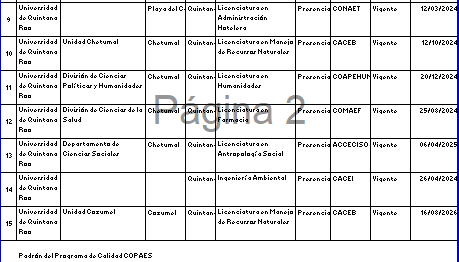 Universidad Playa del C Quintan Licenciatura en Presencia CONAET Vigente 12/03/2024
9 de Quintana Administración
Roo Hotelera
Universidad Unidad Chetumal Chetumal Quintan Licenciatura en Manejo Presencia CACEB Vigente 12/10/2024
10 de Quintana de Recursos Naturales
Roo
Universidad División de Ciencias Chetumal Quintan Licenciatura en Presencia COAPEHUM Vigente 20/12/2024
11 de Quintana Políticas y Humanidades Humanidades
Roo
Universidad División de Ciencias de la Chetumal Quintan Licenciatura en Presencia COMAEF Vigente 25/08/2024
12 de Quintana Salud Farmacia
Roo
Página 2
Universidad Departamento de Chetumal Quintan Licenciatura en Presencia ACCECISO Vigente 06/04/2025
13 de Quintana Ciencias Sociales Antropología Social
Roo
Universidad Quintan Ingeniería Ambiental Presencia CACEI Vigente 26/04/2024
14 de Quintana
Roo
Universidad Unidad Cozumel Cozumel Quintan Licenciatura en Manejo Presencia CACEB Vigente 16/08/2026
15 de Quintana de Recursos Naturales
Roo
Padrón del Programa de Calidad COPAES